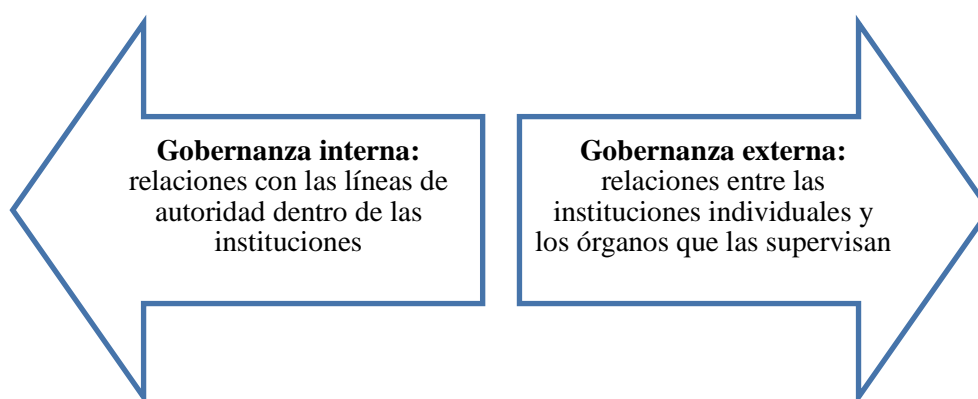 Gobernanza interna:
relaciones con las líneas de
autoridad dentro de las
instituciones
Gobernanza externa:
relaciones entre las
instituciones individuales y
los órganos que las supervisan